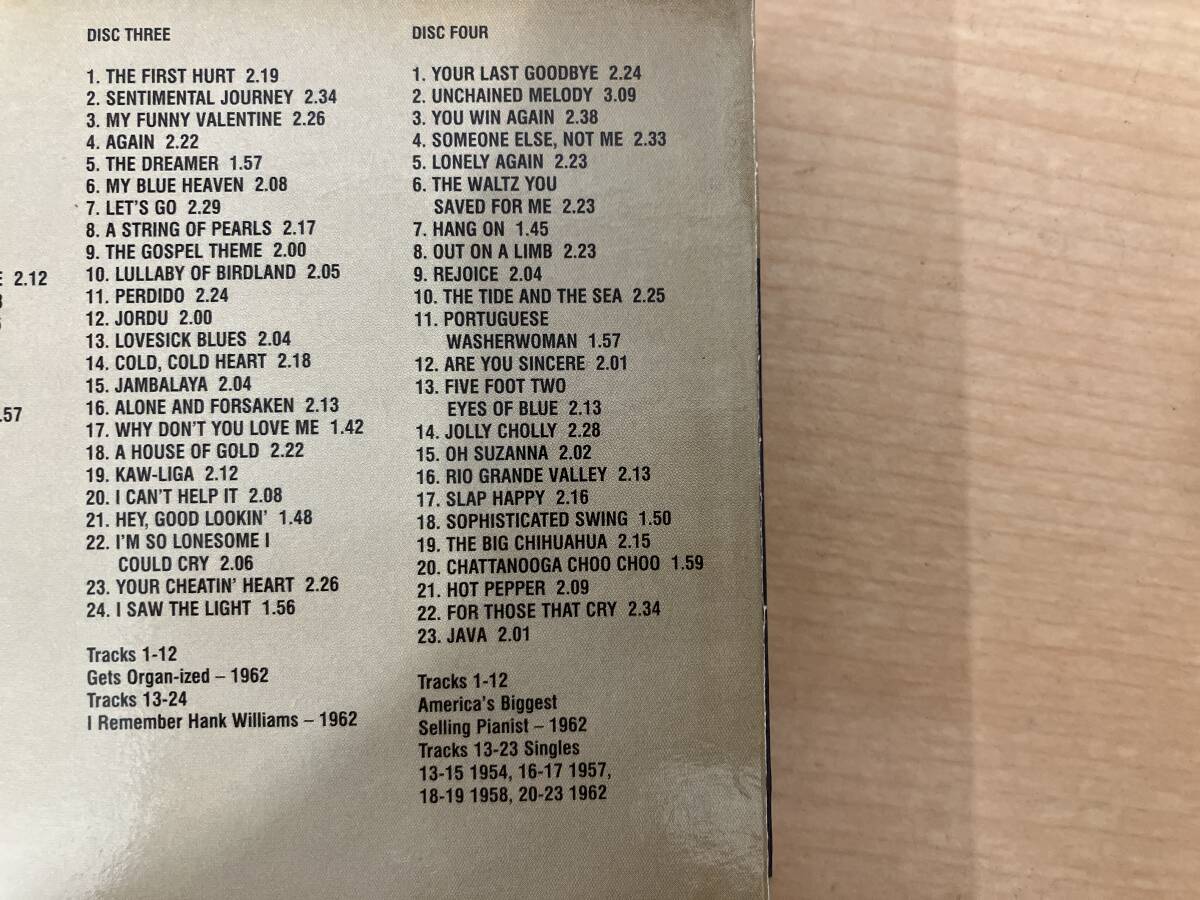 E 2.12
.57
DISC THREE
1. THE FIRST HURT 2.19
2. SENTIMENTAL JOURNEY 2.34
3. MY FUNNY VALENTINE 2.26
4. AGAIN 2.22
5. THE DREAMER 1.57
6. MY BLUE HEAVEN 2.08
7. LET'S GO 2.29
8. A STRING OF PEARLS 2.17
9. THE GOSPEL THEME 2.00
10. LULLABY OF BIRDLAND 2.05
11. PERDIDO 2.24
12. JORDU 2.00
13. LOVESICK BLUES 2.04
14. COLD, COLD HEART 2.18
15. JAMBALAYA 2.04
16. ALONE AND FORSAKEN 2.13
17. WHY DON'T YOU LOVE ME 1.42
18. A HOUSE OF GOLD 2.22
19. KAW-LIGA 2.12
20. I CAN'T HELP IT 2.08
21. HEY, GOOD LOOKIN' 1.48
22. I'M SO LONESOME I
COULD CRY 2.06
23. YOUR CHEATIN' HEART 2.26
24. I SAW THE LIGHT 1.56
Tracks 1-12
Gets Organ-ized – 1962
Tracks 13-24
I Remember Hank Williams – 1962
DISC FOUR
1. YOUR LAST GOODBYE 2.24
2. UNCHAINED MELODY 3.09
3. YOU WIN AGAIN 2.38
4. SOMEONE ELSE, NOT ME 2.33
5. LONELY AGAIN 2.23
6. THE WALTZ YOU
SAVED FOR ME 2.23
7. HANG ON 1.45
8. OUT ON A LIMB 2.23
9. REJOICE 2.04
10. THE TIDE AND THE SEA 2.25
11. PORTUGUESE
WASHERWOMAN 1.57
12. ARE YOU SINCERE 2.01
13. FIVE FOOT TWO
EYES OF BLUE 2.13
14. JOLLY CHOLLY 2.28
15. OH SUZANNA 2.02
16. RIO GRANDE VALLEY 2.13
17. SLAP HAPPY 2.16
18. SOPHISTICATED SWING 1.50
19. THE BIG CHIHUAHUA 2.15
20. CHATTANOOGA CHOO CHOO 1.59
21. HOT PEPPER 2.09
22. FOR THOSE THAT CRY 2.34
23. JAVA 2.01
Tracks 1-12
America's Biggest
Selling Pianist – 1962
Tracks 13-23 Singles
13-15 1954, 16-17 1957,
18-19 1958, 20-23 1962